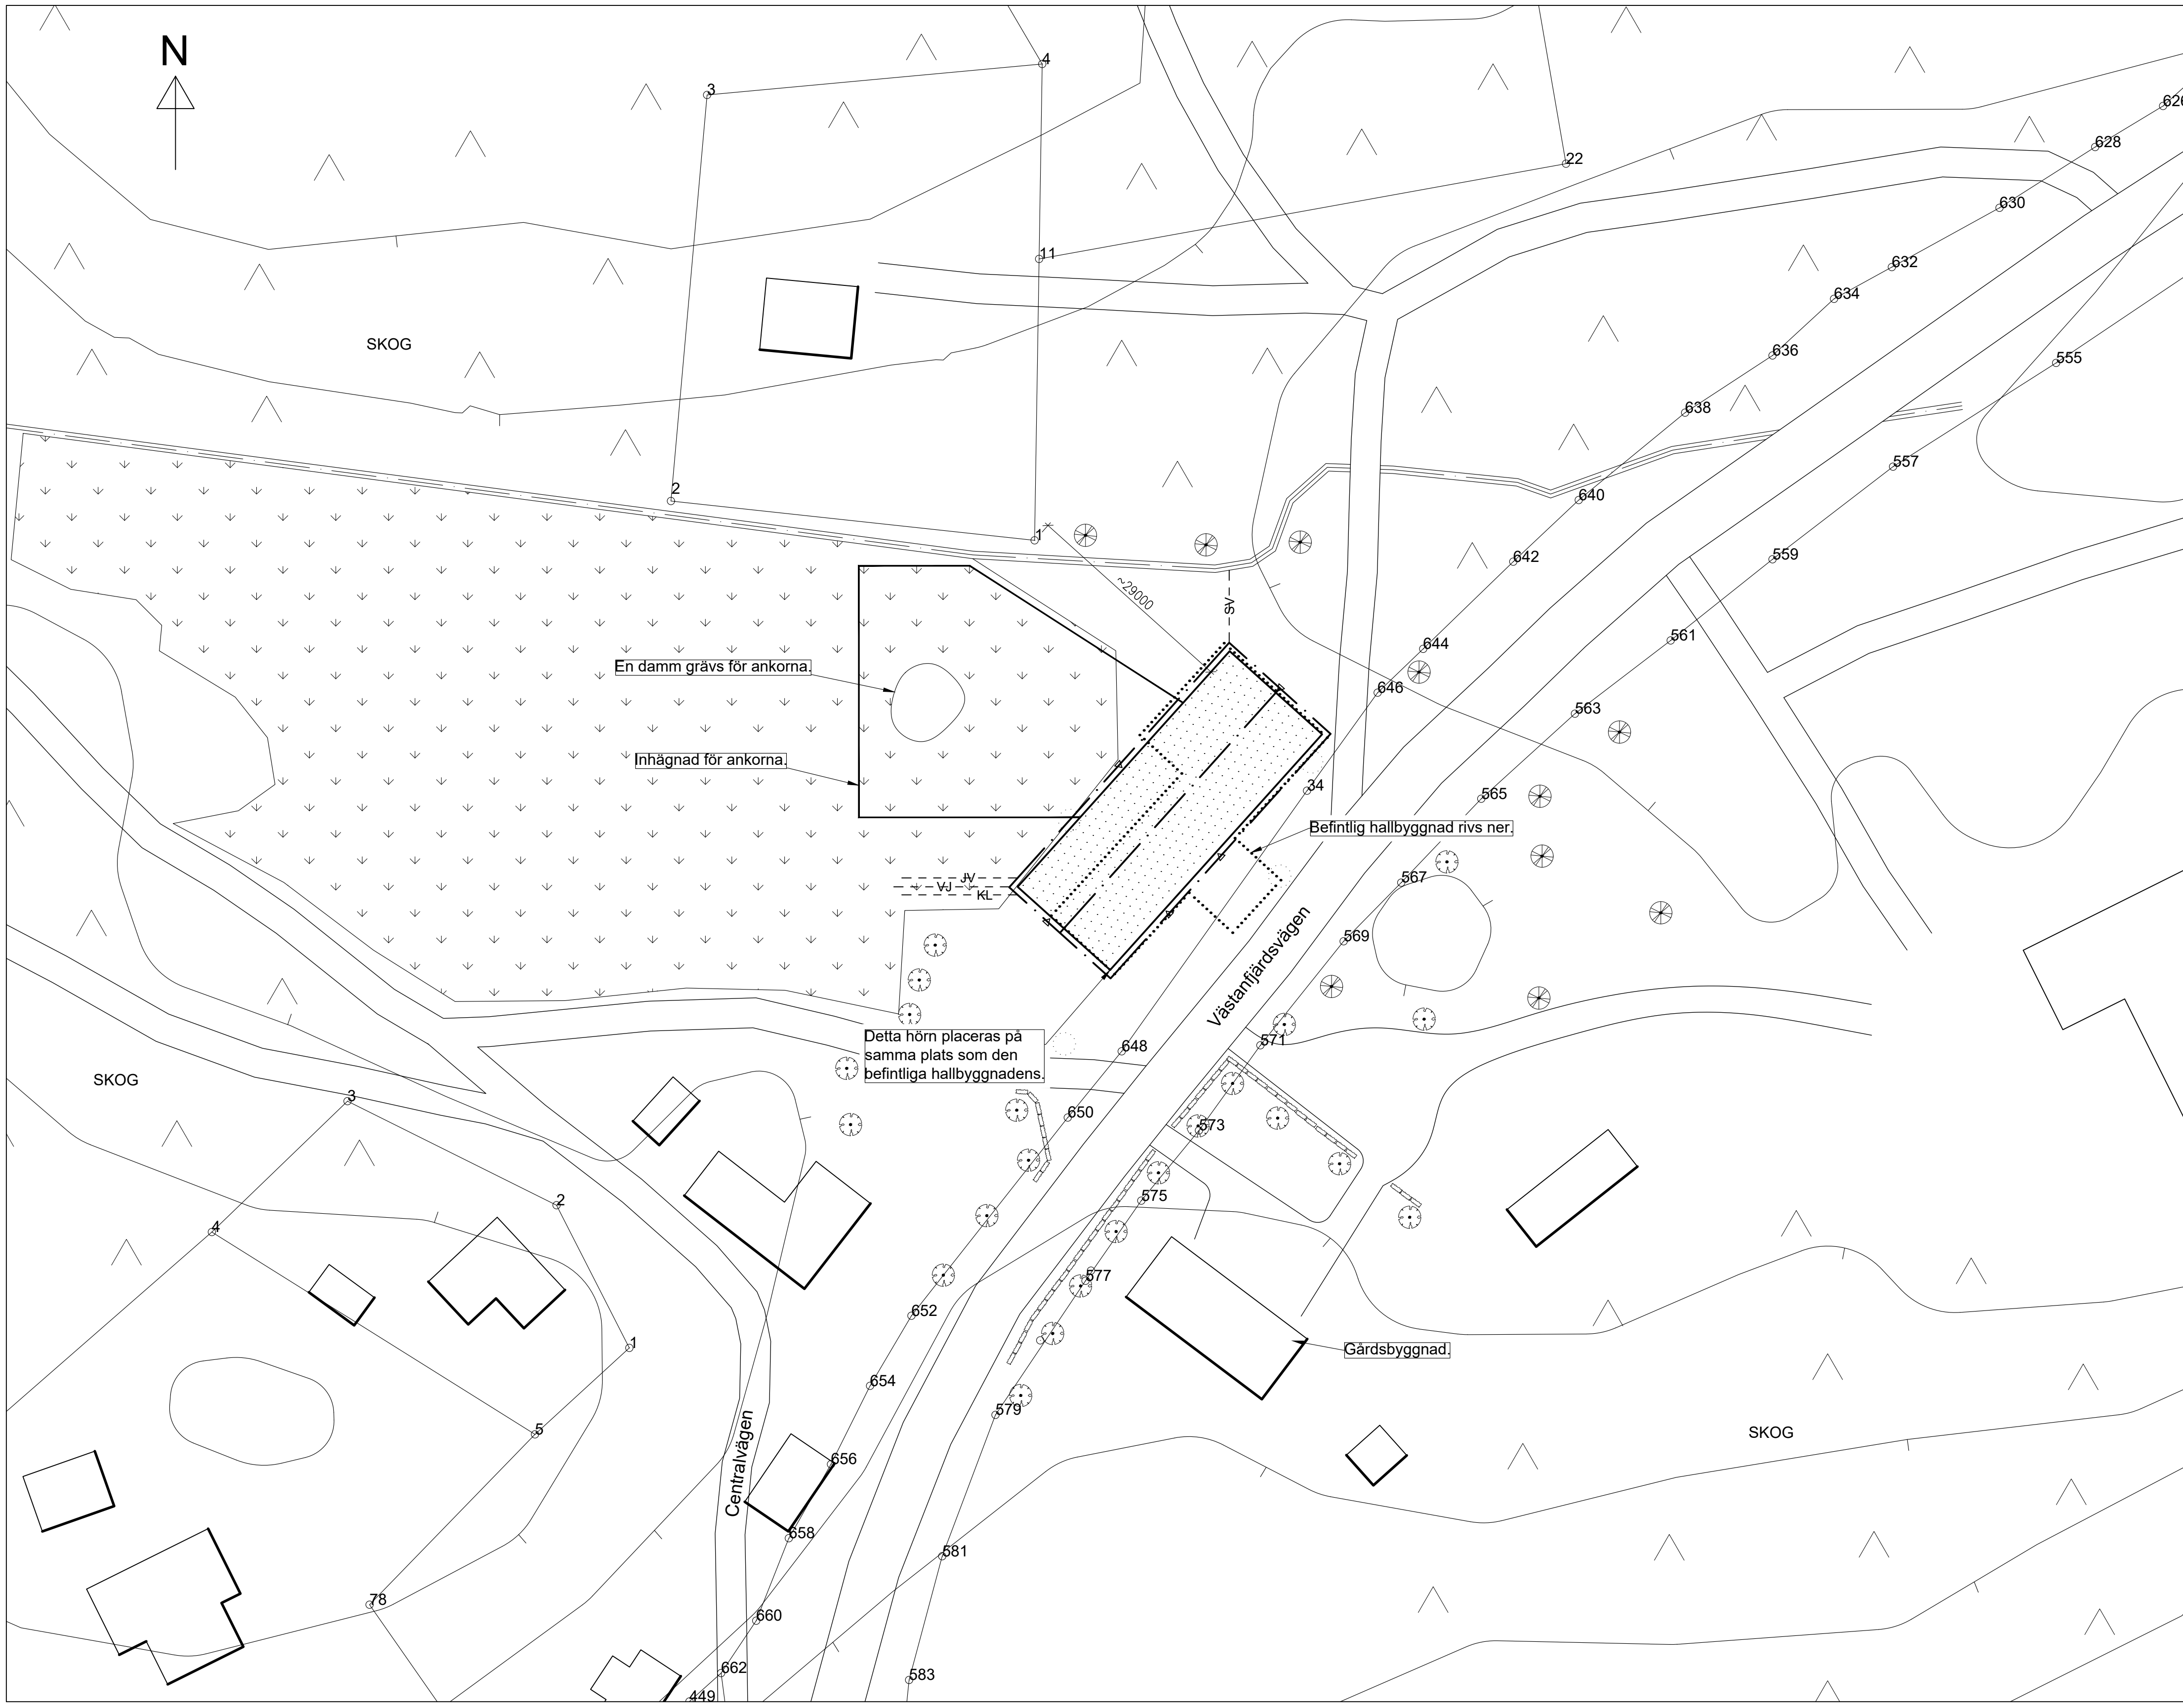 N
4
3
626
628
22
630
11
632
634
SKOG
636
555
638
557
2
640
1
559
642
~29000
SV
561
644
En damm grävs för ankorna.
646
563
Inhägnad för ankorna.
34
565
Befintlig hallbyggnad rivs ner.
JV
VJ
KL
567
569
Västanfjärdsvägen
571
Detta hörn placeras på
samma plats som den
befintliga hallbyggnadens.
648
SKOG
3
650
573
2
575
4
577
652
1
Gårdsbyggnad.
654
579
5
SKOG
Centralvägen
656
658
581
78
660
662
583
449